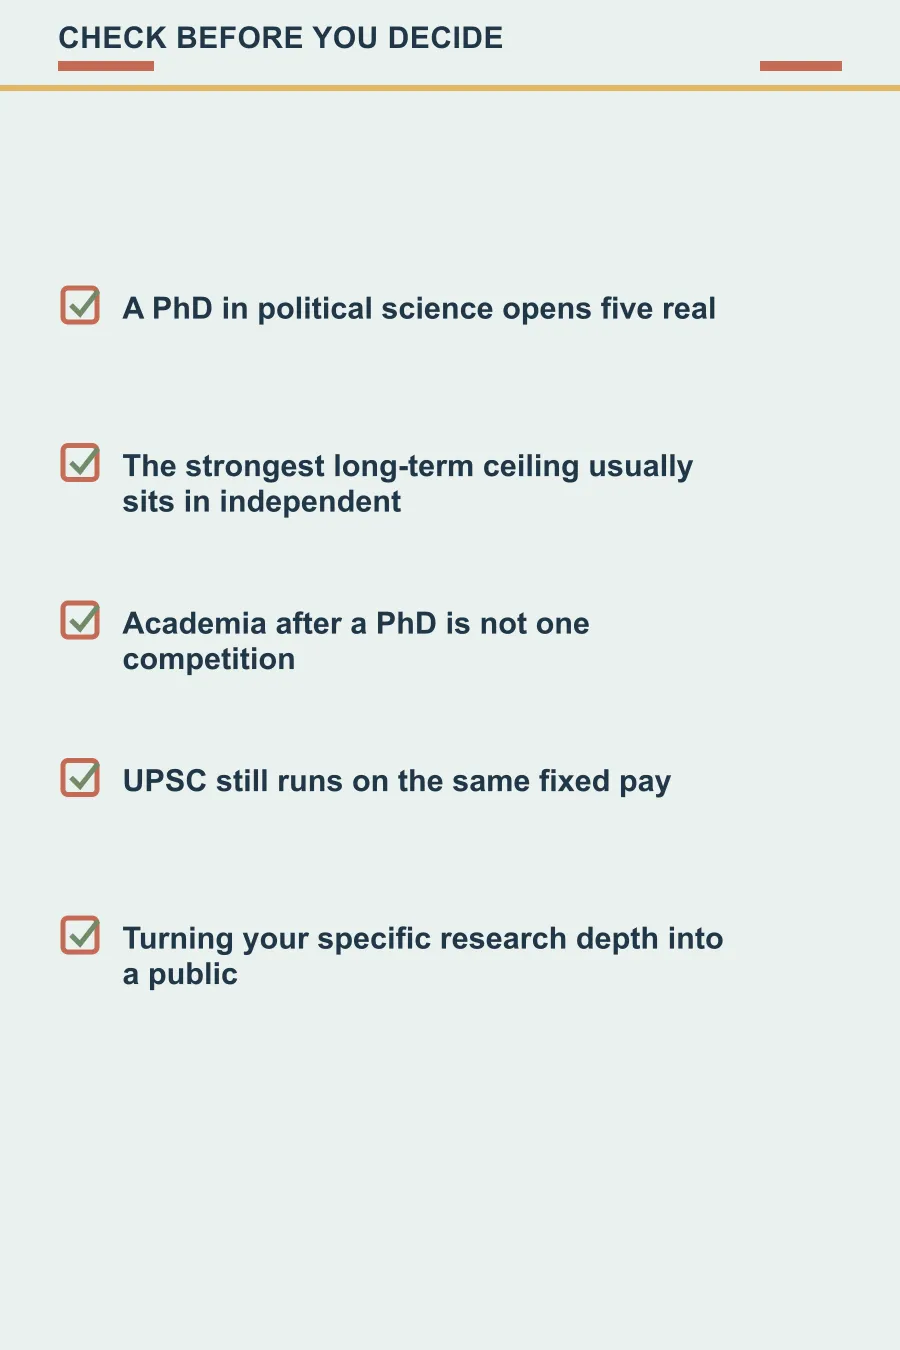 CHECK BEFORE YOU DECIDE
A PhD in political science opens five real
The strongest long-term ceiling usually
sits in independent
Academia after a PhD is not one
competition
UPSC still runs on the same fixed pay
Turning your specific research depth into
a public